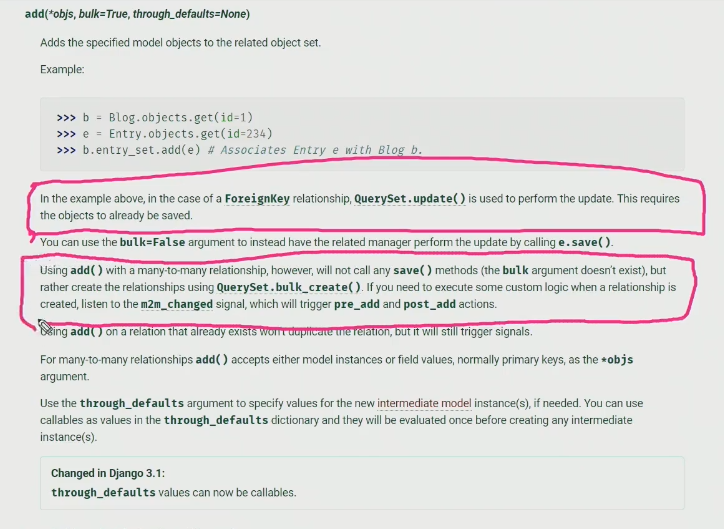 add(*objs, bulk=True, through_defaults=None)
Adds the specified model objects to the related object set.
Example:
>>> b = Blog.objects.get(id=1)
>>> e = Entry.objects.get(id=234)
>>> b.entry_set.add(e) # Associates Entry e with Blog b.
In the example above, in the case of a ForeignKey relationship, QuerySet.update() is used to perform the update. This requires
the objects to already be saved.
You can use the bulk=False argument to instead have the related manager perform the update by calling e.save().
Using add() with a many-to-many relationship, however, will not call any save() methods (the bulk argument doesn't exist), but
rather create the relationships using QuerySet.bulk_create(). If you need to execute some custom logic when a relationship is
created, listen to the m2m_changed signal, which will trigger pre_add and post_add actions.
Using add() on a relation that already exists won't duplicate the relation, but it will still trigger signals.
For many-to-many relationships add() accepts either model instances or field values, normally primary keys, as the *objs
argument.
Use the through_defaults argument to specify values for the new intermediate model instance(s), if needed. You can use
callables as values in the through_defaults dictionary and they will be evaluated once before creating any intermediate
instance(s).
Changed in Django 3.1:
through_defaults values can now be callables.